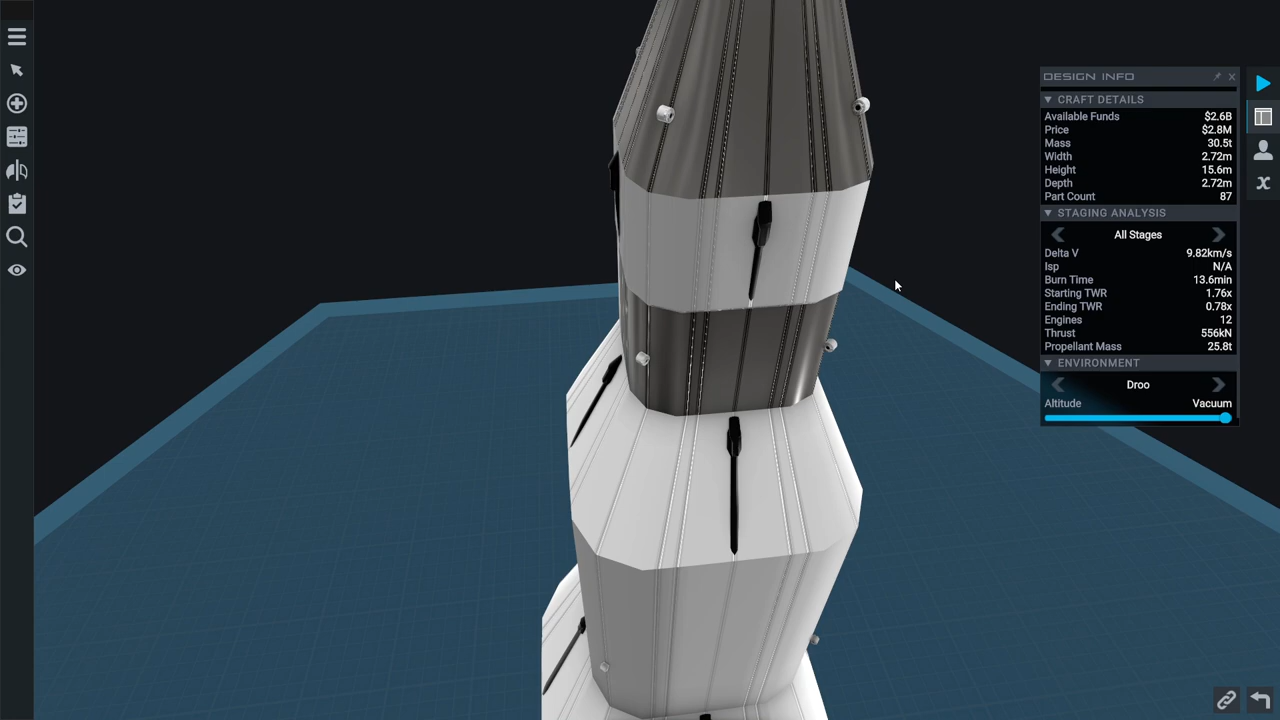 DESIGN INFO
CRAFT DETAILS
Available Funds $2.6B
Price $2.8M
Mass 30.5t
Width 2.72m
Height 15.6m
Depth 2.72m
Part Count 87
STAGING ANALYSIS
All Stages
Delta V 9.82km/s
Isp N/A
Burn Time 13.6min
Starting TWR 1.76x
Ending TWR 0.78x
Engines 12
Thrust 556kN
Propellant Mass 25.8t
ENVIRONMENT
Droo
Altitude Vacuum